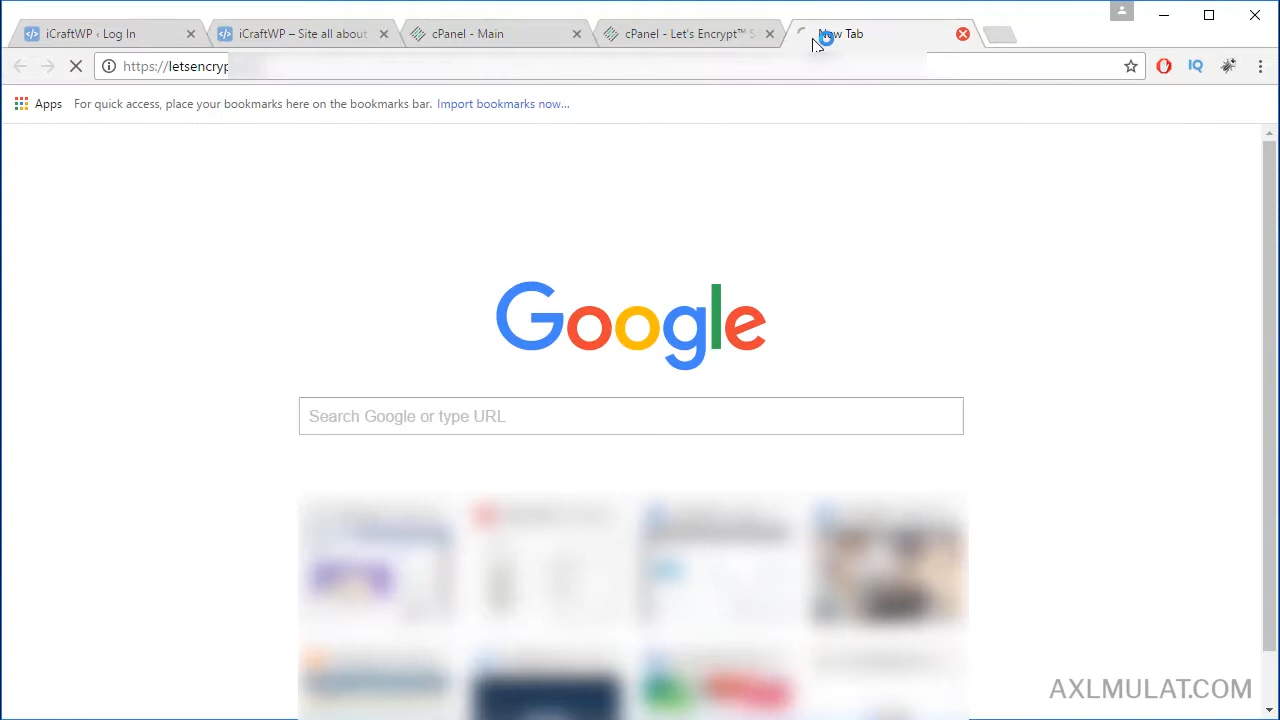 iCraftWP ‹ Log In
iCraftWP – Site all about
cPanel - Main
cPanel - Let's Encrypt™ S
New Tab
https://letsencryp
IQ
Apps
For quick access, place your bookmarks here on the bookmarks bar. Import bookmarks now...
Google
Search Google or type URL
AXLMULAT.COM